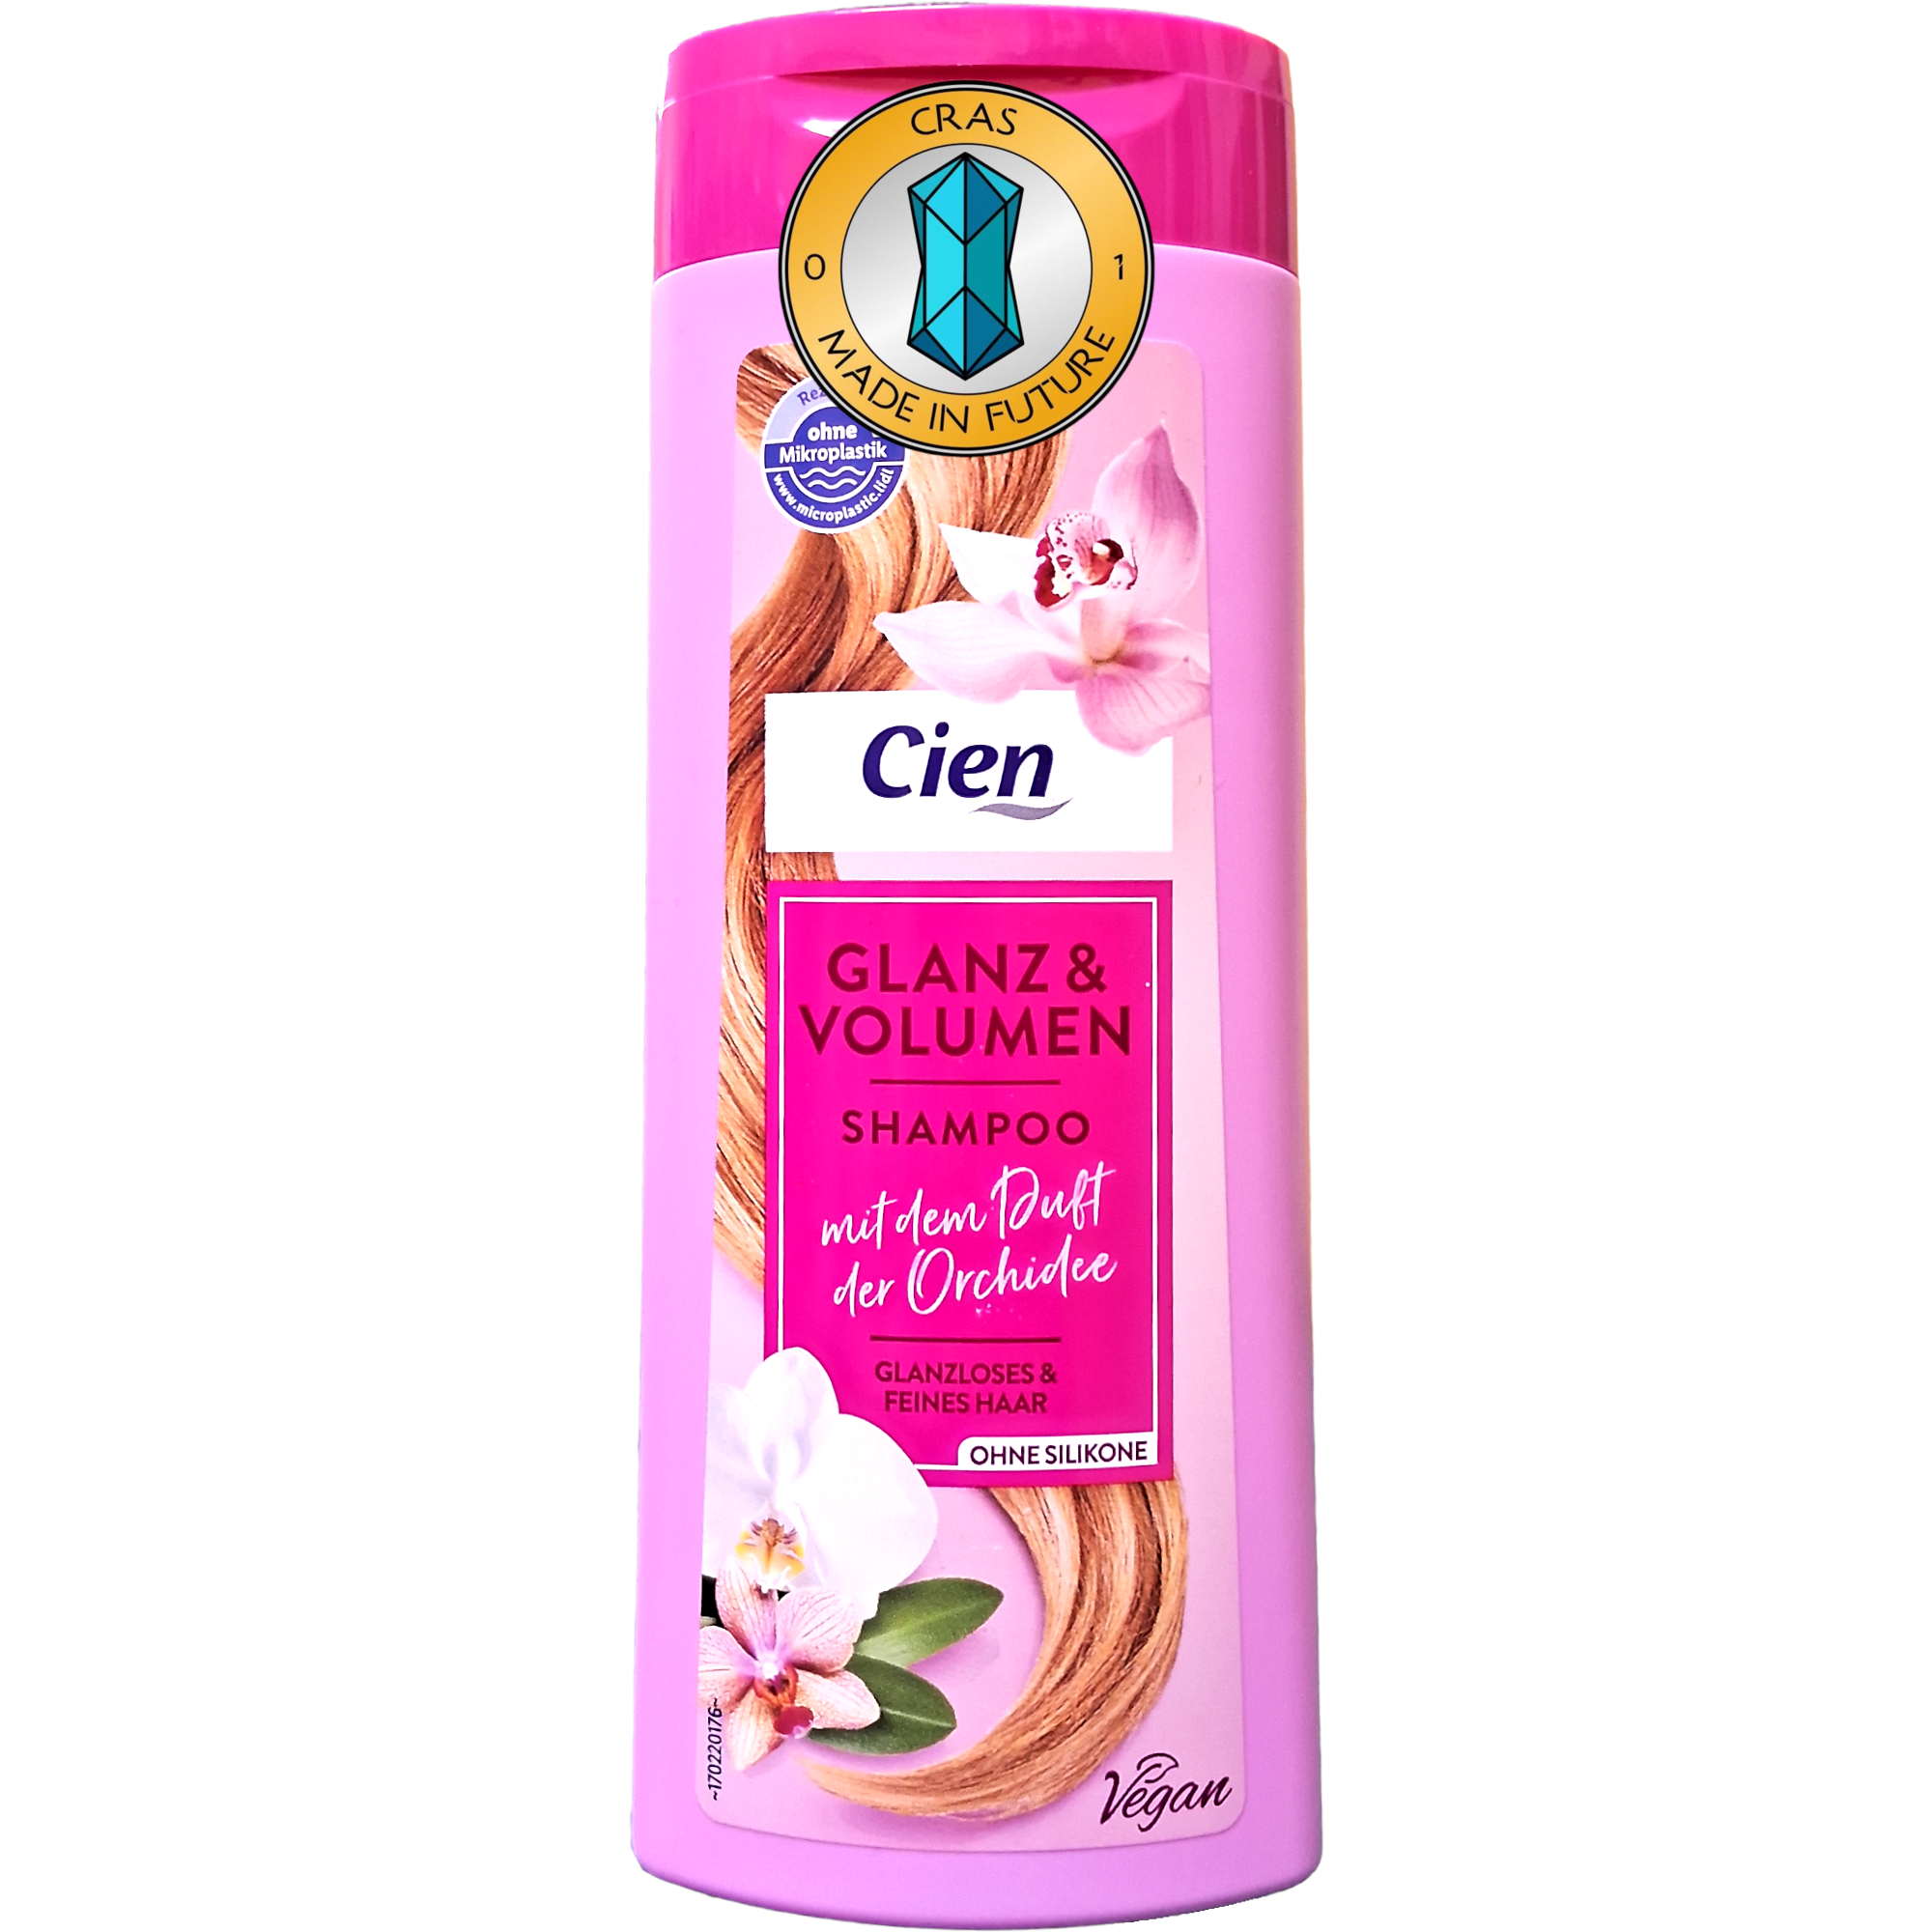 CRAS
0 1
MADE IN FUTURE
ohne
Mikroplastik
www.microplastic.lidl
Cien
GLANZ &
VOLUMEN
SHAMPOO
mit dem Duft
der Orchidee
GLANZLOSES &
FEINES HAAR
OHNE SILIKONE
~170220176~
Vegan